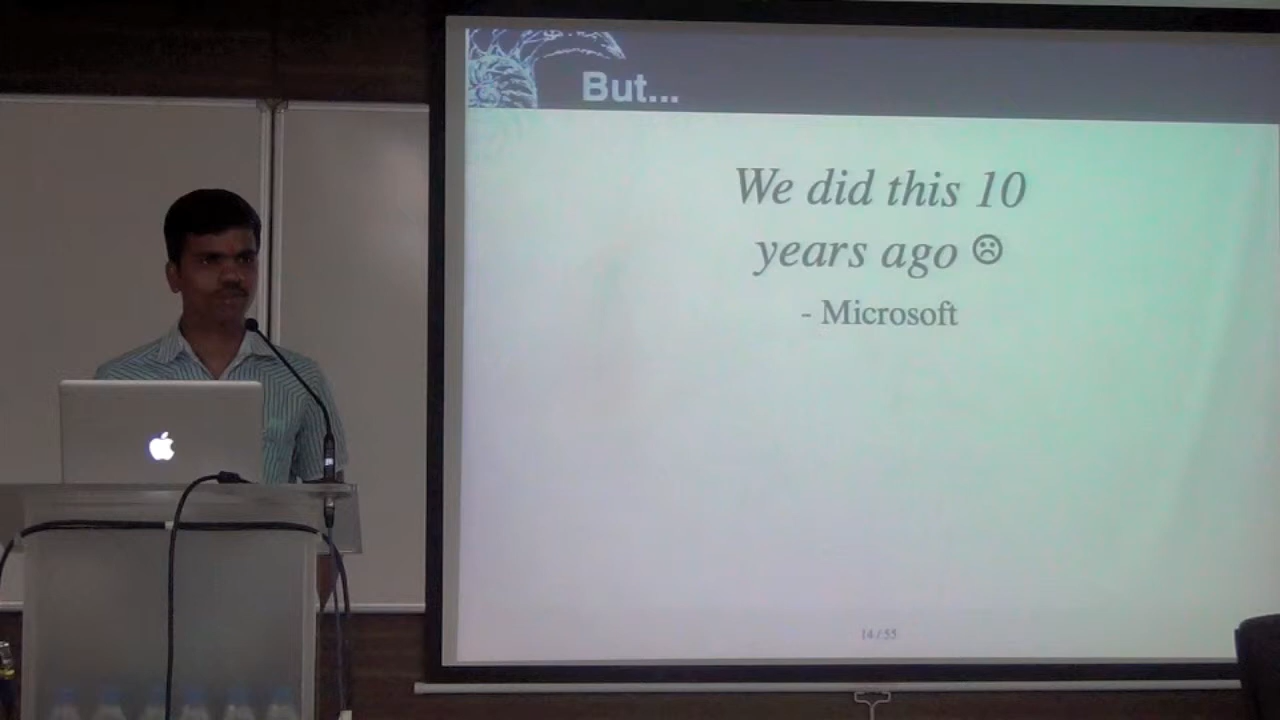 But...
We did this 10
years ago ☹
- Microsoft
14 / 55